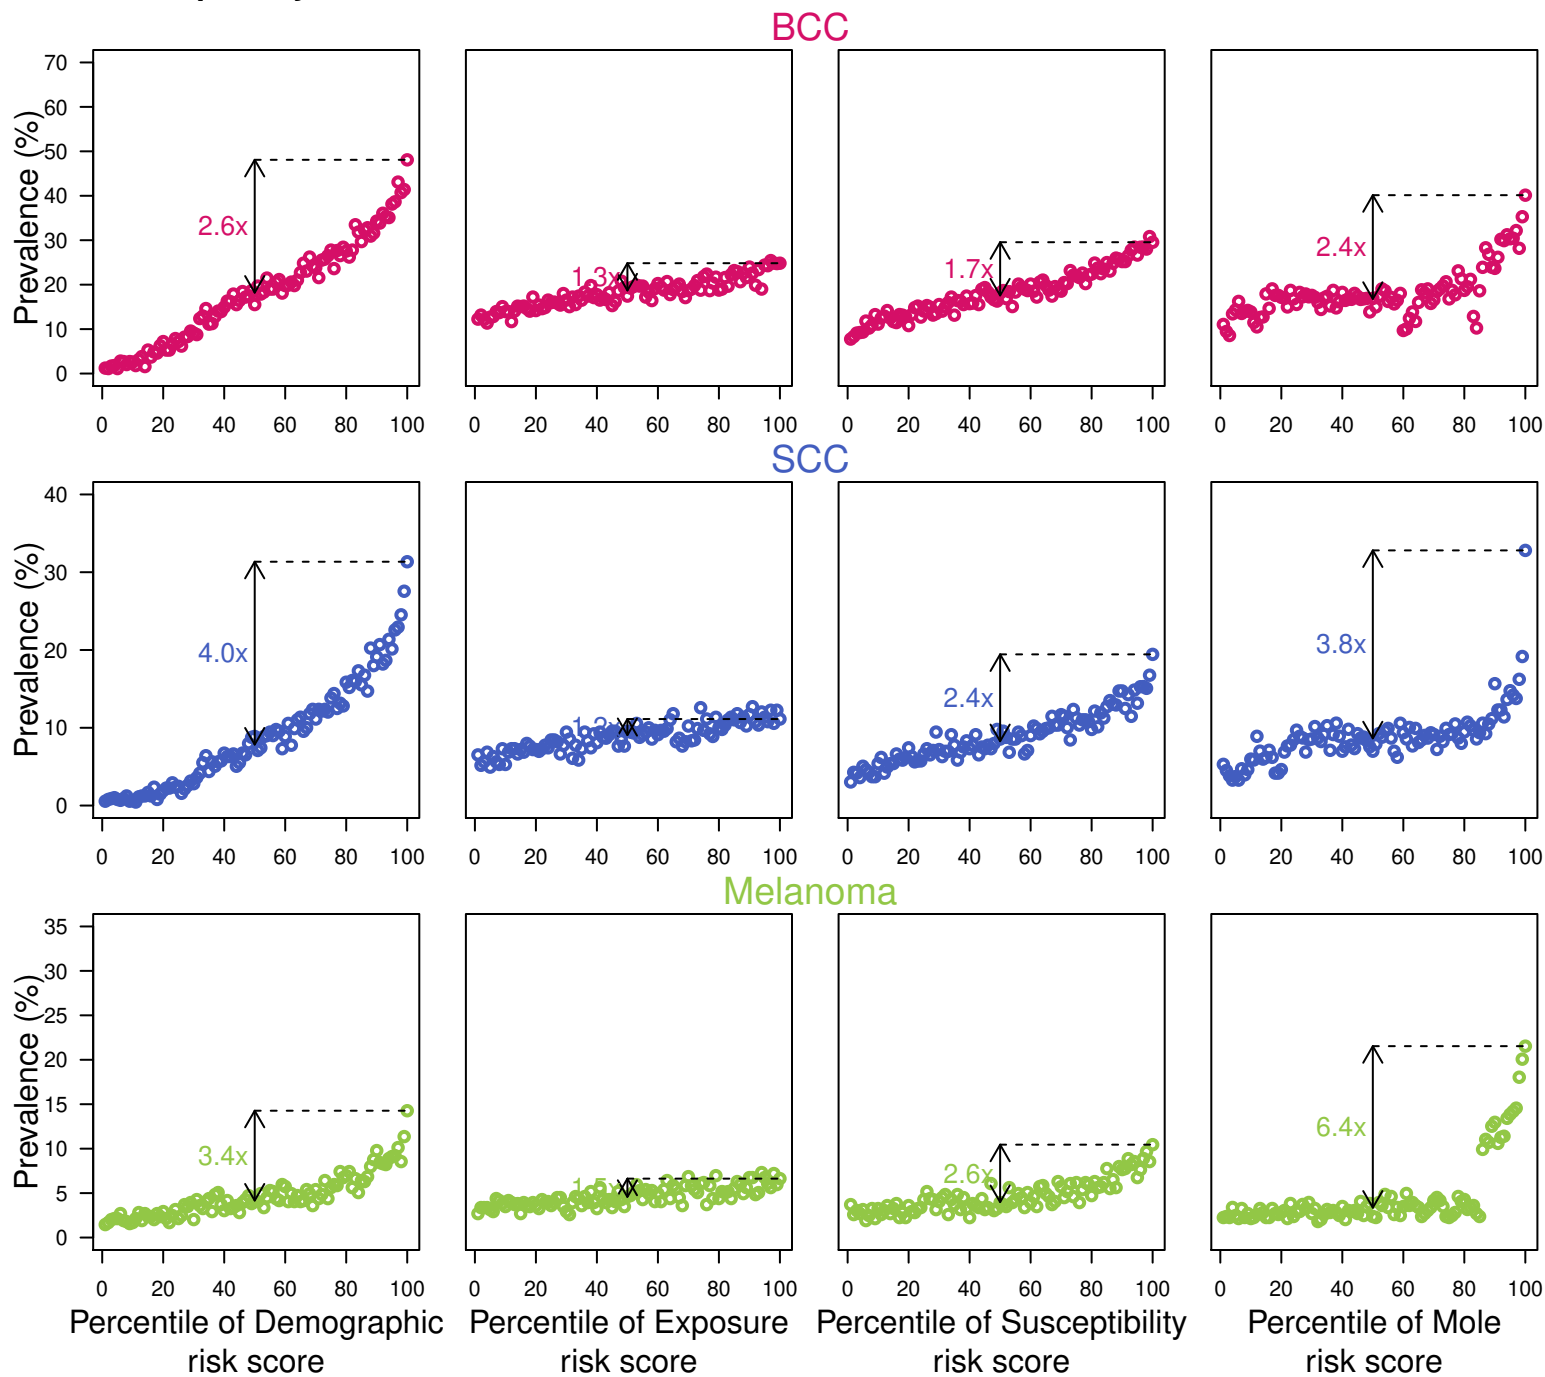 BCC
Prevalence (%)
70
60
50
40
30
20
10
0
2.6x
1.3x
1.7x
2.4x
0 20 40 60 80 100
0 20 40 60 80 100
0 20 40 60 80 100
0 20 40 60 80 100
SCC
Prevalence (%)
40
30
20
10
0
4.0x
2.4x
3.8x
0 20 40 60 80 100
0 20 40 60 80 100
0 20 40 60 80 100
0 20 40 60 80 100
Melanoma
Prevalence (%)
35
30
25
20
15
10
5
0
3.4x
1.5x
2.6x
6.4x
0 20 40 60 80 100
0 20 40 60 80 100
0 20 40 60 80 100
0 20 40 60 80 100
Percentile of Demographic
risk score
Percentile of Exposure
risk score
Percentile of Susceptibility
risk score
Percentile of Mole
risk score